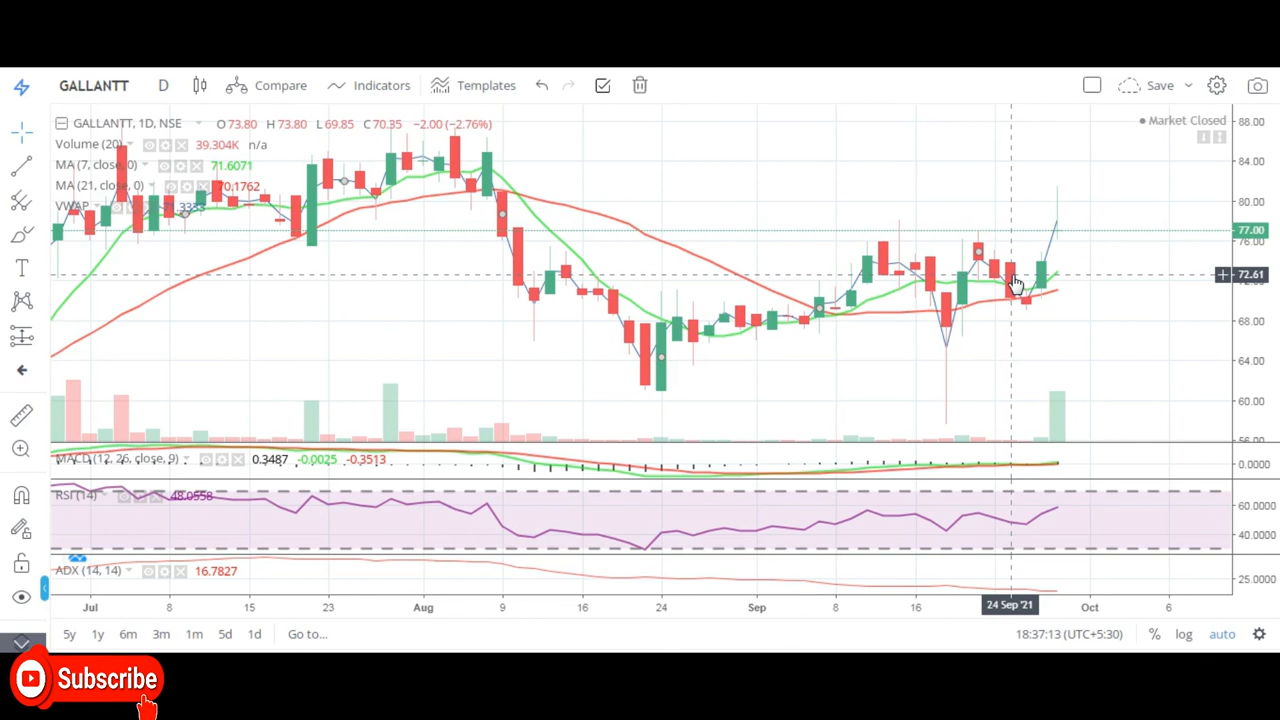 GALLANTT D Compare Indicators Templates Save
GALLANTT, 1D, NSE O 73.80 H 73.80 L 69.85 C 70.35 −2.00 (−2.76%)
Market Closed
Volume (20) 39.304K n/a
MA (7, close, 0) 71.6071
MA (21, close, 0) 70.1762
VWAP 71.3333
88.00
84.00
80.00
77.00
76.00
72.61
68.00
64.00
60.00
56.00
MACD (12, 26, close, 9) 0.3487 -0.0025 -0.3513
0.0000
RSI (14) 48.0558
60.0000
40.0000
ADX (14, 14) 16.7827
25.0000
Jul 8 15 23 Aug 9 16 24 Sep 8 16 24 Sep '21 Oct 6
5y 1y 6m 3m 1m 5d 1d Go to... 18:37:13 (UTC+5:30) % log auto
Subscribe